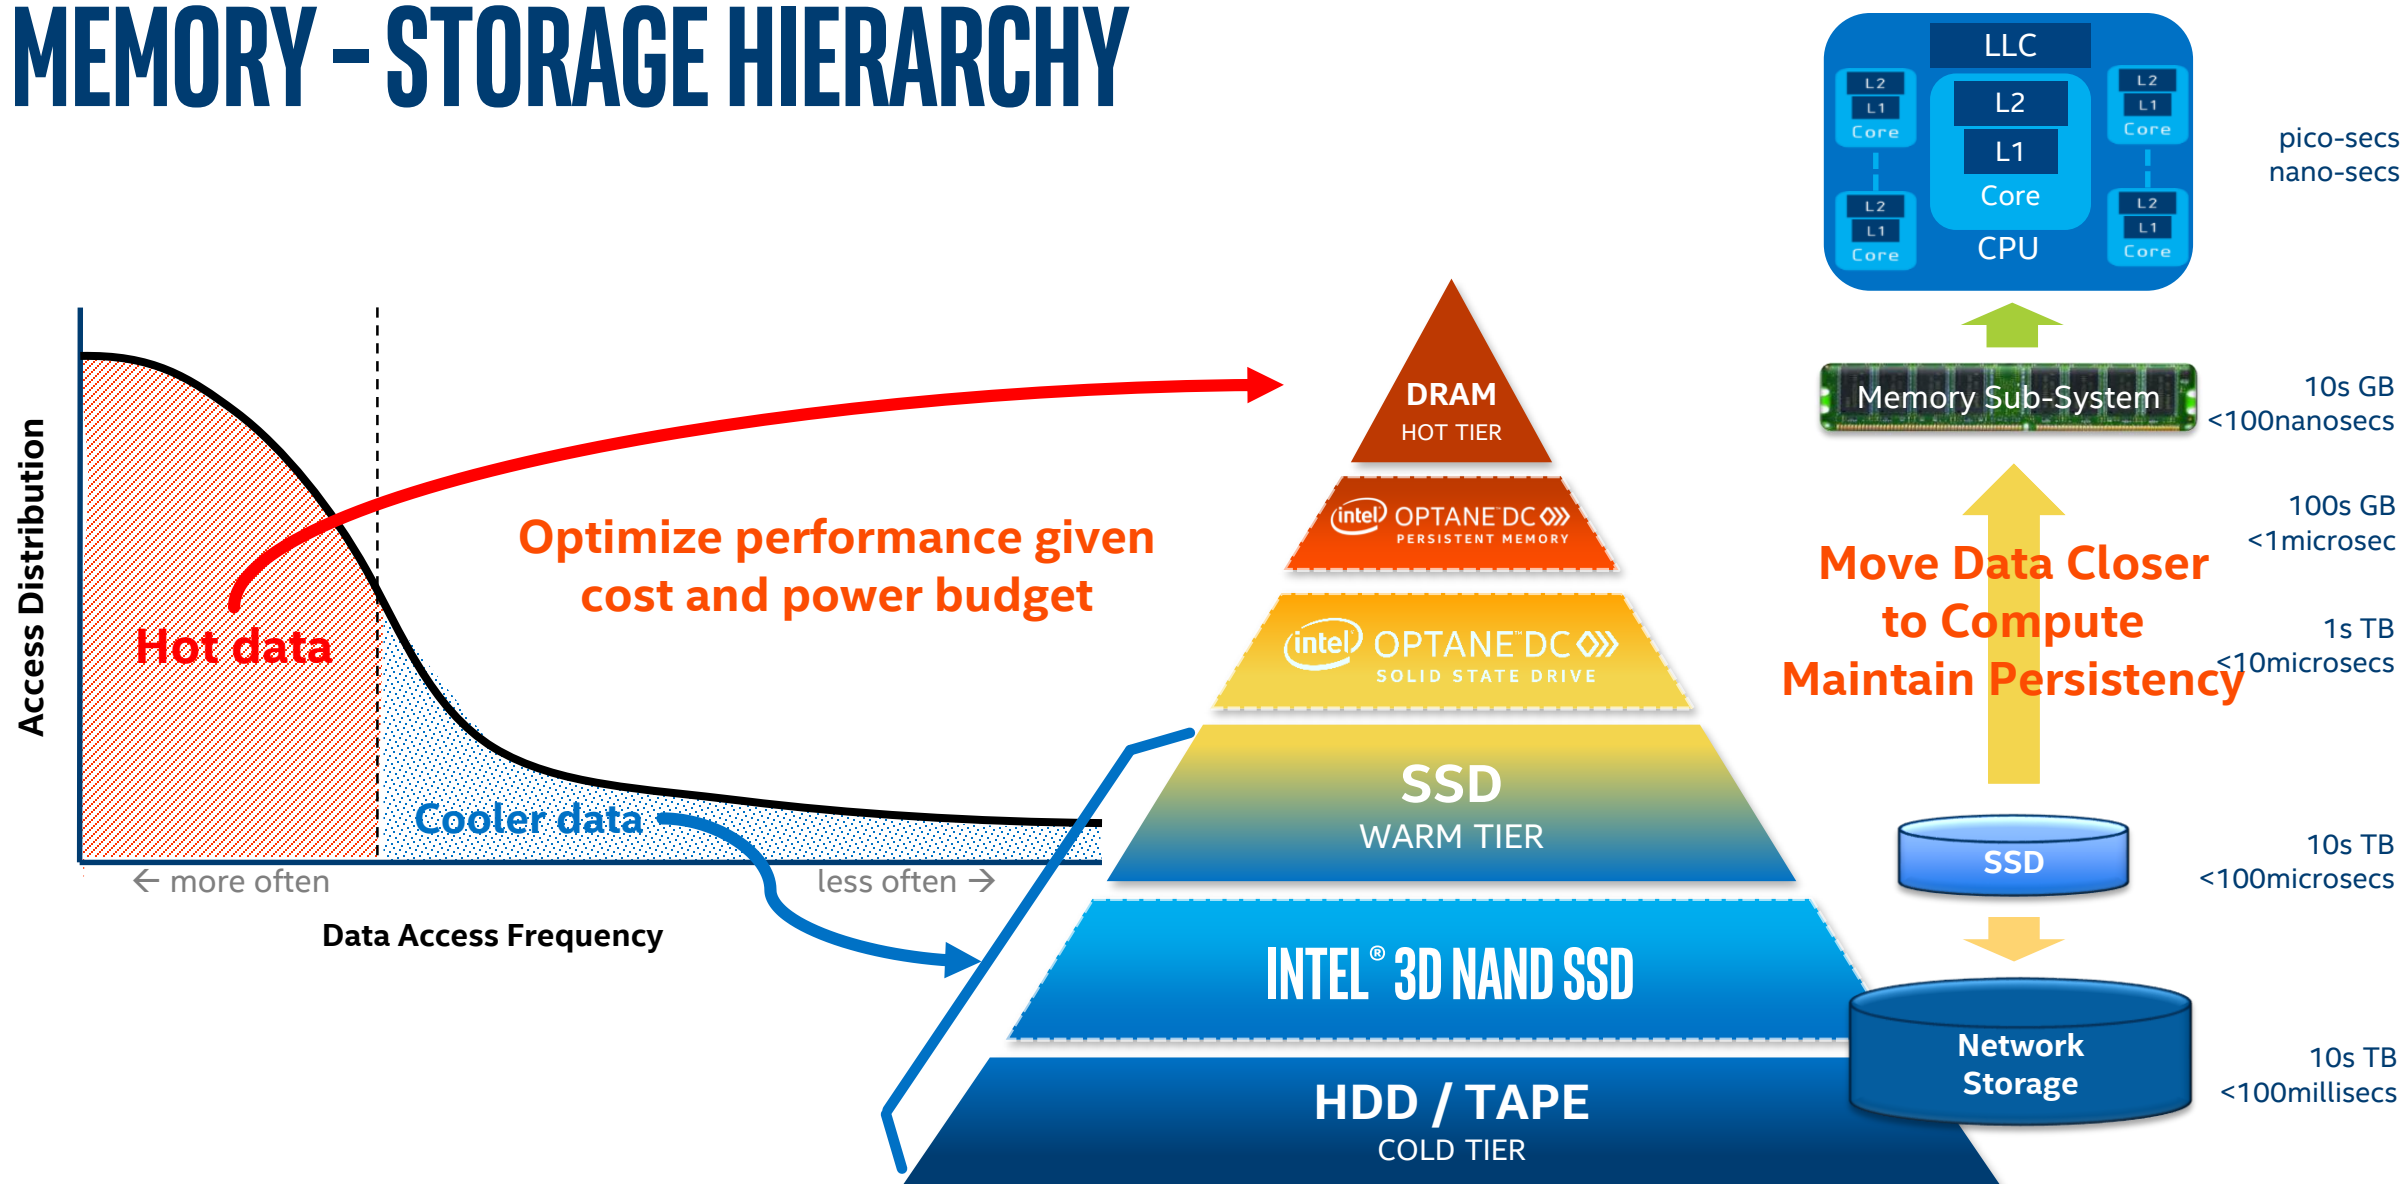 MEMORY – STORAGE HIERARCHY
Access Distribution
Hot data
Cooler data
← more often
less often →
Data Access Frequency
Optimize performance given
cost and power budget
DRAM
HOT TIER
intel OPTANE™ DC
PERSISTENT MEMORY
intel OPTANE™ DC
SOLID STATE DRIVE
SSD
WARM TIER
INTEL® 3D NAND SSD
HDD / TAPE
COLD TIER
LLC
L2
L1
Core
L2
L1
Core
L2
L1
Core
L2
L1
Core
L2
L1
Core
CPU
pico-secs
nano-secs
Memory Sub-System
10s GB
<100nanosecs
100s GB
<1microsec
Move Data Closer
to Compute
Maintain Persistency
1s TB
<10microsecs
SSD
10s TB
<100microsecs
Network
Storage
10s TB
<100millisecs